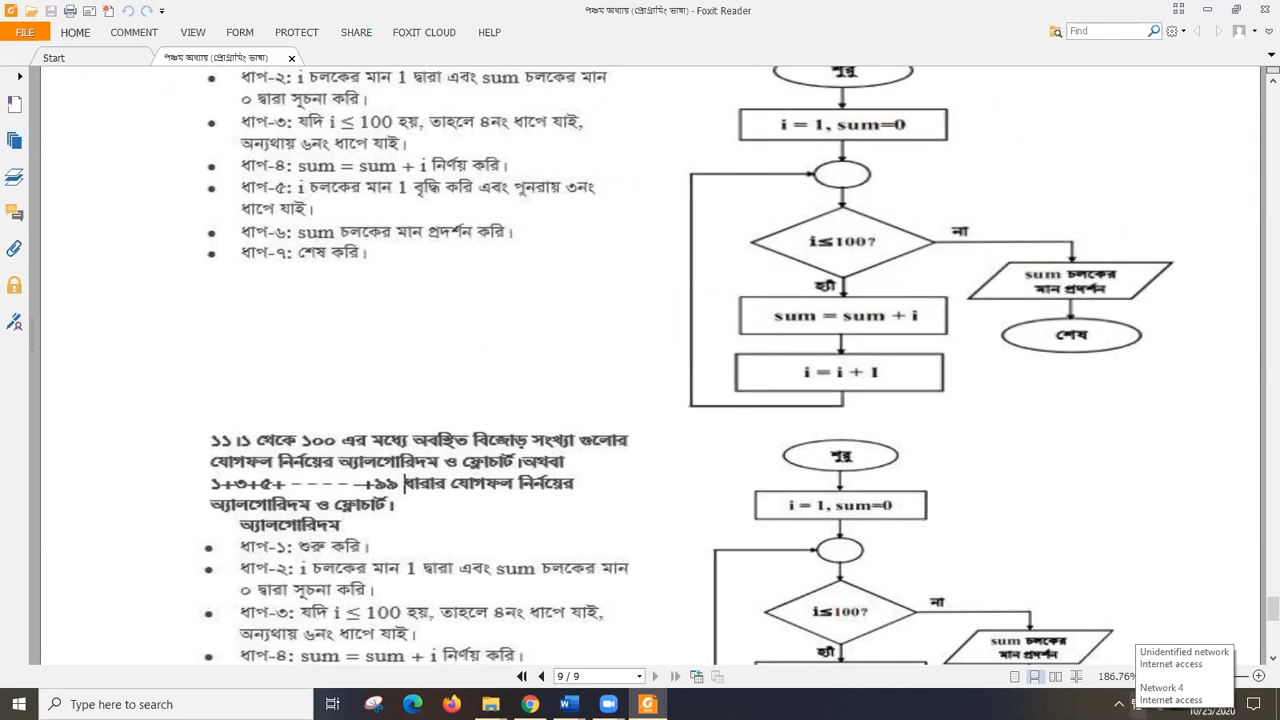 পঞ্চম অধ্যায় (প্রোগ্রামিং ভাষা) - Foxit Reader
FILE HOME COMMENT VIEW FORM PROTECT SHARE FOXIT CLOUD HELP
Find
Start
পঞ্চম অধ্যায় (প্রোগ্রামিং ভাষা)
ধাপ-২: i চলকের মান 1 দ্বারা এবং sum চলকের মান
০ দ্বারা সূচনা করি।
ধাপ-৩: যদি i ≤ 100 হয়, তাহলে ৪নং ধাপে যাই,
অন্যথায় ৬নং ধাপে যাই।
ধাপ-৪: sum = sum + i নির্ণয় করি।
ধাপ-৫: i চলকের মান 1 বৃদ্ধি করি এবং পুনরায় ৩নং
ধাপে যাই।
ধাপ-৬: sum চলকের মান প্রদর্শন করি।
ধাপ-৭: শেষ করি।
শুরু
i = 1, sum=0
i≤100?
না
হ্যাঁ
sum চলকের
মান প্রদর্শন
sum = sum + i
শেষ
i = i + 1
১১।১ থেকে ১০০ এর মধ্যে অবস্থিত বিজোড় সংখ্যা গুলোর
যোগফল নির্নয়ের অ্যালগোরিদম ও ফ্লোচার্ট।অথবা
১+৩+৫+ - - - - - +৯৯ ধারার যোগফল নির্নয়ের
অ্যালগোরিদম ও ফ্লোচার্ট।
অ্যালগোরিদম
ধাপ-১: শুরু করি।
ধাপ-২: i চলকের মান 1 দ্বারা এবং sum চলকের মান
০ দ্বারা সূচনা করি।
ধাপ-৩: যদি i ≤ 100 হয়, তাহলে ৪নং ধাপে যাই,
অন্যথায় ৬নং ধাপে যাই।
ধাপ-৪: sum = sum + i নির্ণয় করি।
শুরু
i = 1, sum=0
i≤100?
না
হ্যাঁ
sum চলকের
মান প্রদর্শন
Unidentified network
Internet access
Network 4
Internet access
9 / 9
186.76%
Type here to search
10/25/2020